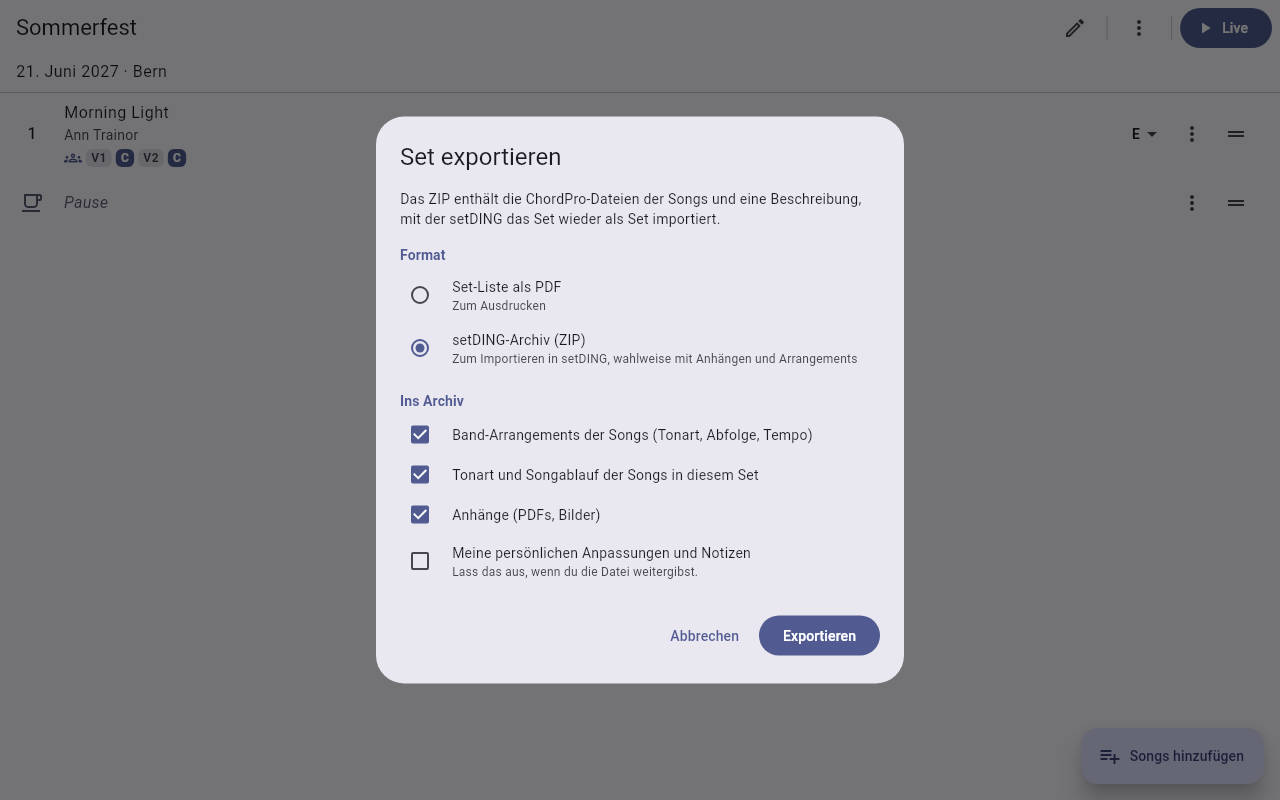 Sommerfest
Live
21. Juni 2027 · Bern
1
Morning Light
Ann Trainor
V1 C V2 C
E
Pause
Set exportieren
Das ZIP enthält die ChordPro-Dateien der Songs und eine Beschreibung,
mit der setDING das Set wieder als Set importiert.
Format
Set-Liste als PDF
Zum Ausdrucken
setDING-Archiv (ZIP)
Zum Importieren in setDING, wahlweise mit Anhängen und Arrangements
Ins Archiv
Band-Arrangements der Songs (Tonart, Abfolge, Tempo)
Tonart und Songablauf der Songs in diesem Set
Anhänge (PDFs, Bilder)
Meine persönlichen Anpassungen und Notizen
Lass das aus, wenn du die Datei weitergibst.
Abbrechen
Exportieren
Songs hinzufügen